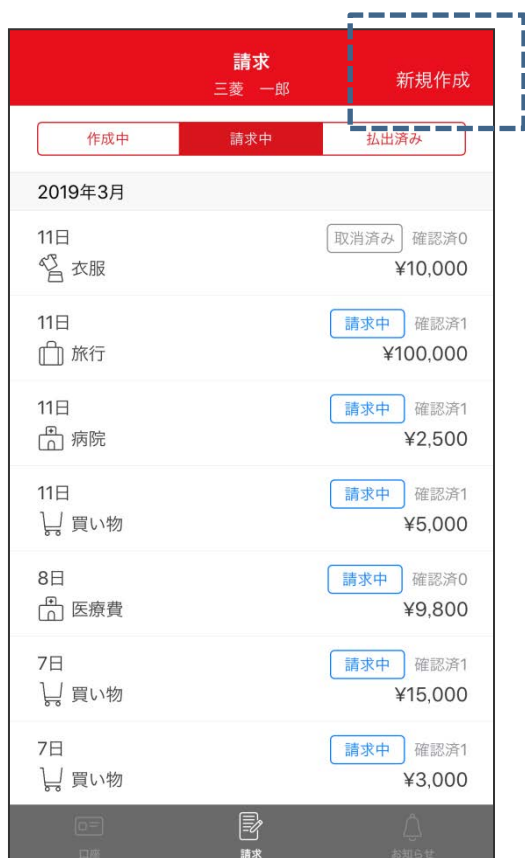 請求
三菱 一郎
新規作成
作成中 請求中 払出済み
2019年3月
11日 取消済み 確認済0
衣服 ¥10,000
11日 請求中 確認済1
旅行 ¥100,000
11日 請求中 確認済1
病院 ¥2,500
11日 請求中 確認済1
買い物 ¥5,000
8日 請求中 確認済0
医療費 ¥9,800
7日 請求中 確認済1
買い物 ¥15,000
7日 請求中 確認済1
買い物 ¥3,000
口座 請求 お知らせ